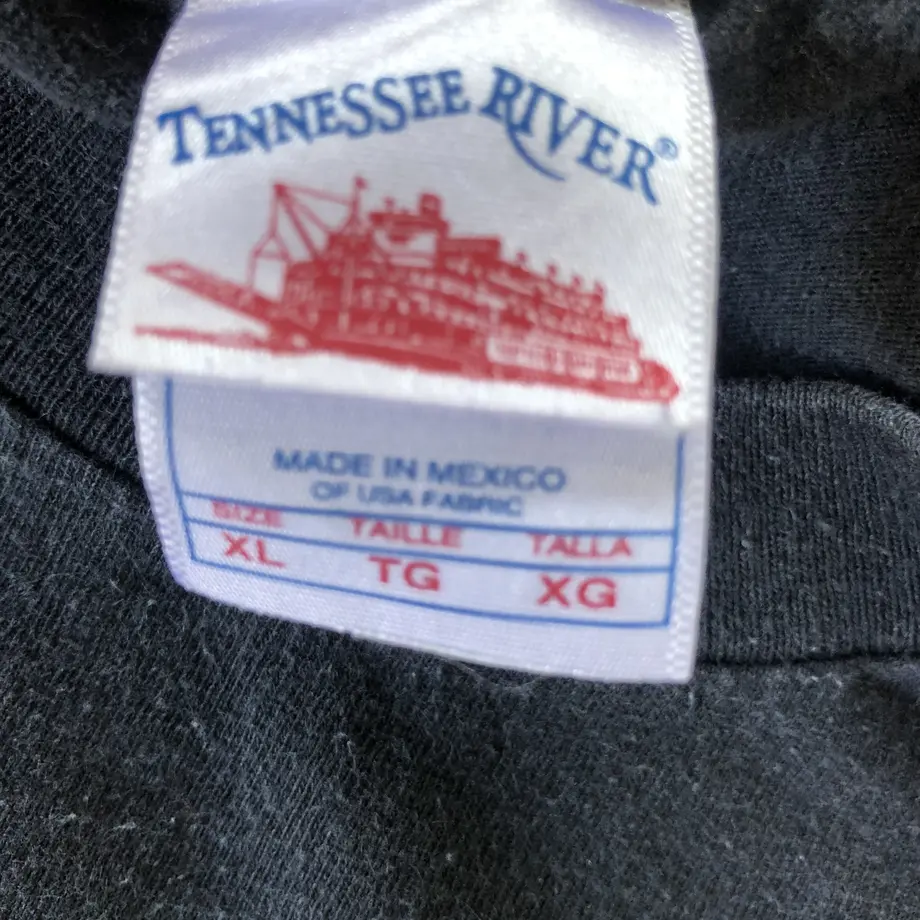 TENNESSEE RIVER®
MADE IN MEXICO
OF USA FABRIC
SIZE TAILLE TALLA
XL TG XG